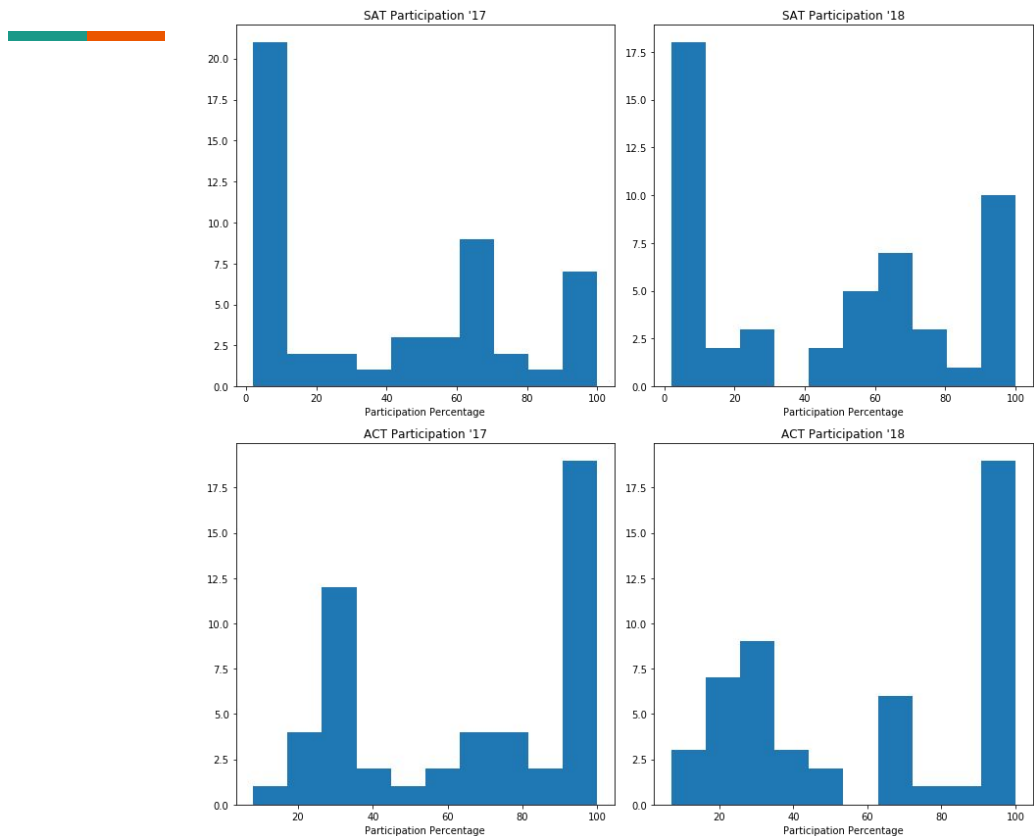 SAT Participation '17
20.0
17.5
15.0
12.5
10.0
7.5
5.0
2.5
0.0
0 20 40 60 80 100
Participation Percentage
SAT Participation '18
17.5
15.0
12.5
10.0
7.5
5.0
2.5
0.0
0 20 40 60 80 100
Participation Percentage
ACT Participation '17
17.5
15.0
12.5
10.0
7.5
5.0
2.5
0.0
20 40 60 80 100
Participation Percentage
ACT Participation '18
17.5
15.0
12.5
10.0
7.5
5.0
2.5
0.0
20 40 60 80 100
Participation Percentage